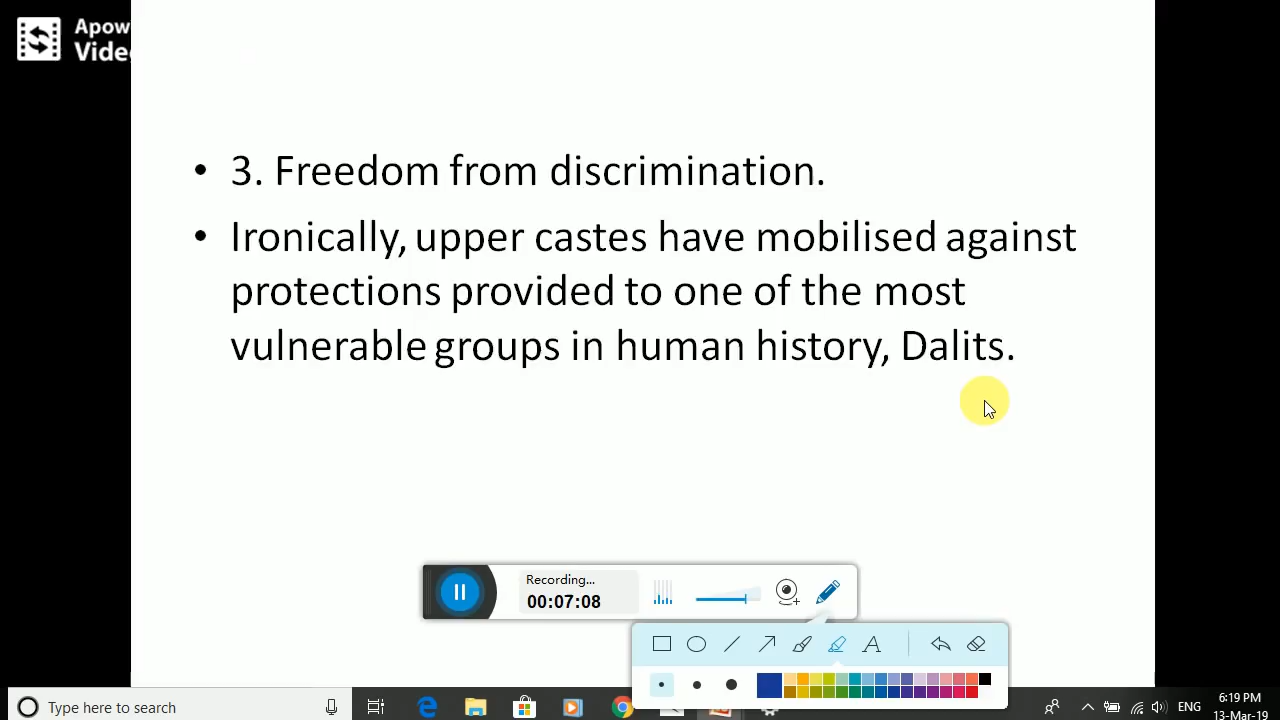 Apow
Vide
• 3. Freedom from discrimination.
• Ironically, upper castes have mobilised against
protections provided to one of the most
vulnerable groups in human history, Dalits.
Recording...
00:07:08
A
Type here to search
ENG
6:19 PM
13-Mar-19